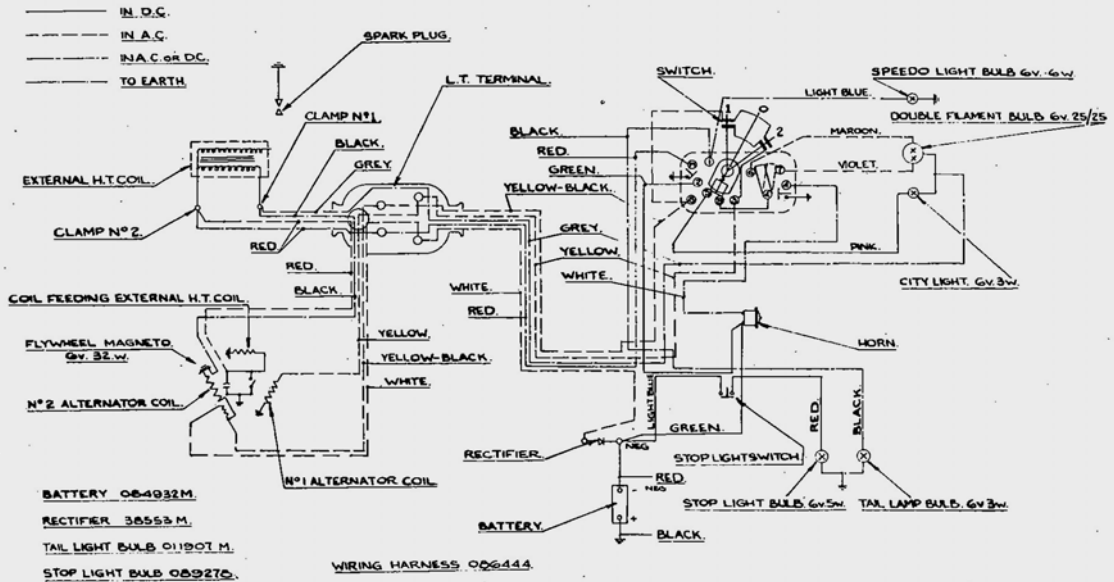 IN D.C.
IN A.C.
IN A.C. OR D.C.
TO EARTH.
SPARK PLUG.
L.T. TERMINAL.
CLAMP Nº1.
BLACK.
GREY.
EXTERNAL H.T. COIL.
CLAMP Nº2.
RED.
RED.
BLACK.
COIL FEEDING EXTERNAL H.T. COIL.
FLYWHEEL MAGNETO.
6v. 32.w.
Nº2 ALTERNATOR COIL.
YELLOW.
YELLOW-BLACK.
WHITE.
Nº1 ALTERNATOR COIL
SWITCH.
1
O
2
LIGHT BLUE.
SPEEDO LIGHT BULB 6v.-6w.
DOUBLE FILAMENT BULB 6v. 25/25
MAROON.
VIOLET.
BLACK.
RED.
GREEN.
YELLOW-BLACK.
GREY.
YELLOW.
WHITE.
PINK.
CITY LIGHT. 6v. 3w.
WHITE.
RED.
HORN.
LIGHT BLUE
GREEN.
RED.
BLACK.
RECTIFIER.
NEG
STOP LIGHT SWITCH.
RED.
NEG
-
+
BATTERY.
BLACK.
STOP LIGHT BULB. 6v 5w.
TAIL LAMP BULB. 6v 3w.
BATTERY 084932 M.
RECTIFIER 38553 M.
TAIL LIGHT BULB 011907 M.
STOP LIGHT BULB 089278.
WIRING HARNESS 086444.